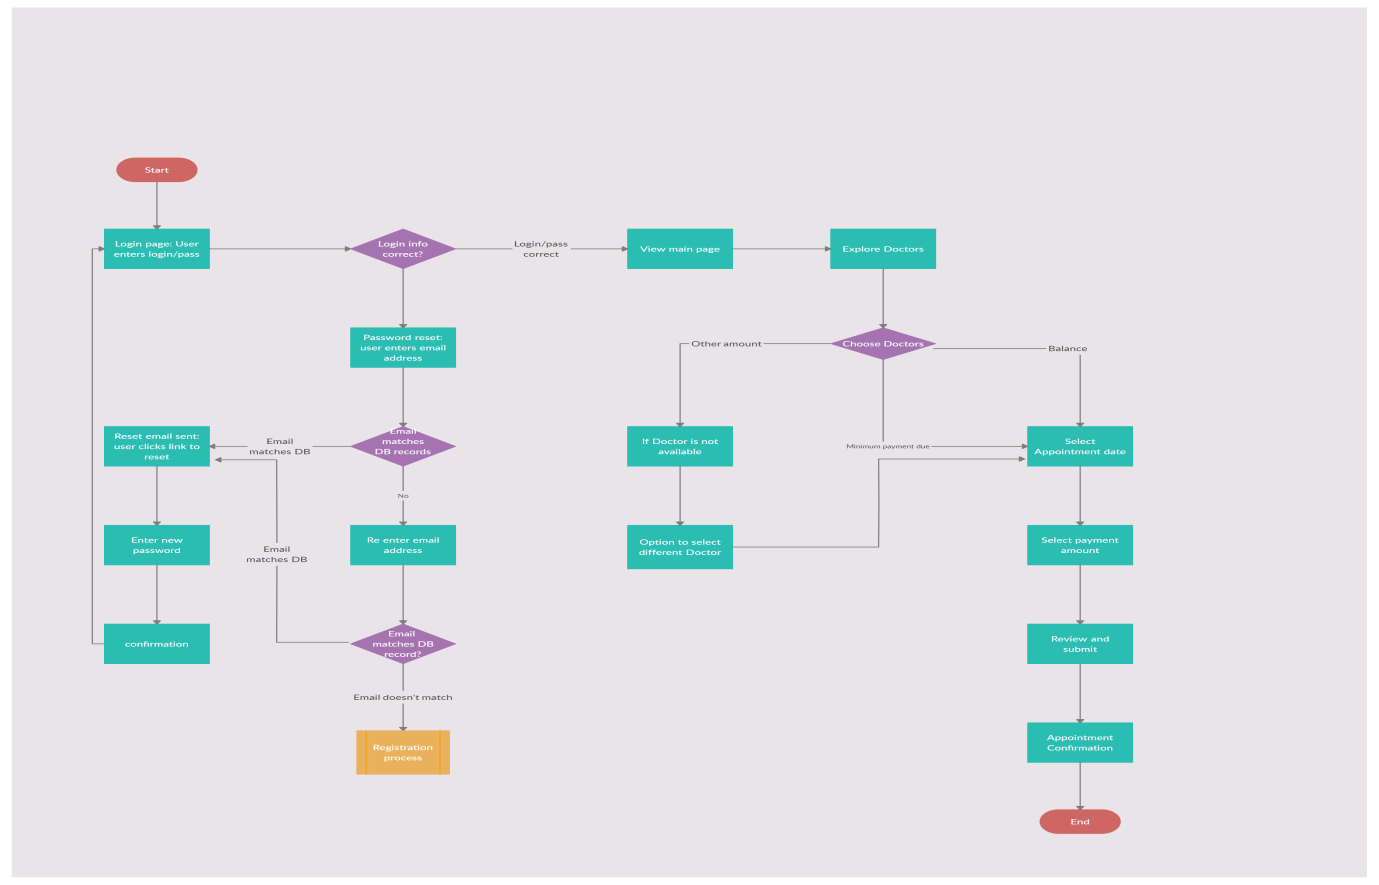 Start
Login page: User
enters login/pass
Login info
correct?
Login/pass
correct
View main page
Explore Doctors
Password reset:
user enters email
address
Other amount
Choose Doctors
Balance
Reset email sent:
user clicks link to
reset
Email
matches DB
Email
matches
DB records
If Doctor is not
available
Minimum payment due
Select
Appointment date
No
Enter new
password
Email
matches DB
Re enter email
address
Option to select
different Doctor
Select payment
amount
confirmation
Email
matches DB
record?
Review and
submit
Email doesn't match
Registration
process
Appointment
Confirmation
End